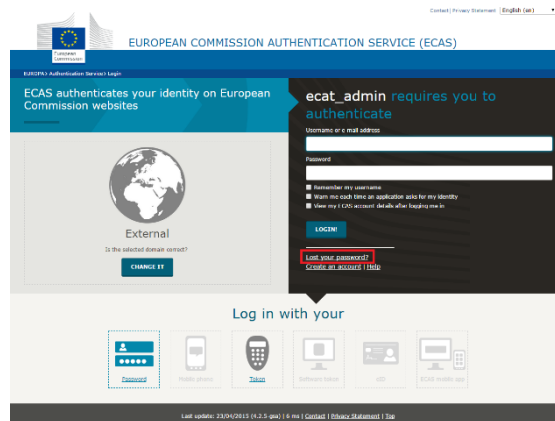 Contact | Privacy Statement English (en)
European
Commission
EUROPEAN COMMISSION AUTHENTICATION SERVICE (ECAS)
EUROPA > Authentication Service > Login
ECAS authenticates your identity on European
Commission websites
ecat_admin requires you to
authenticate
Username or e-mail address
Password
Remember my username
Warn me each time an application asks for my identity
View my ECAS account details after logging me in
LOGIN!
Lost your password?
Create an account | Help
External
Is the selected domain correct?
CHANGE IT
Log in with your
Password
Mobile phone
Token
Software token
eID
ECAS mobile app
Last update: 23/04/2015 (4.2.5-gsa) | 6 ms | Contact | Privacy Statement | Top